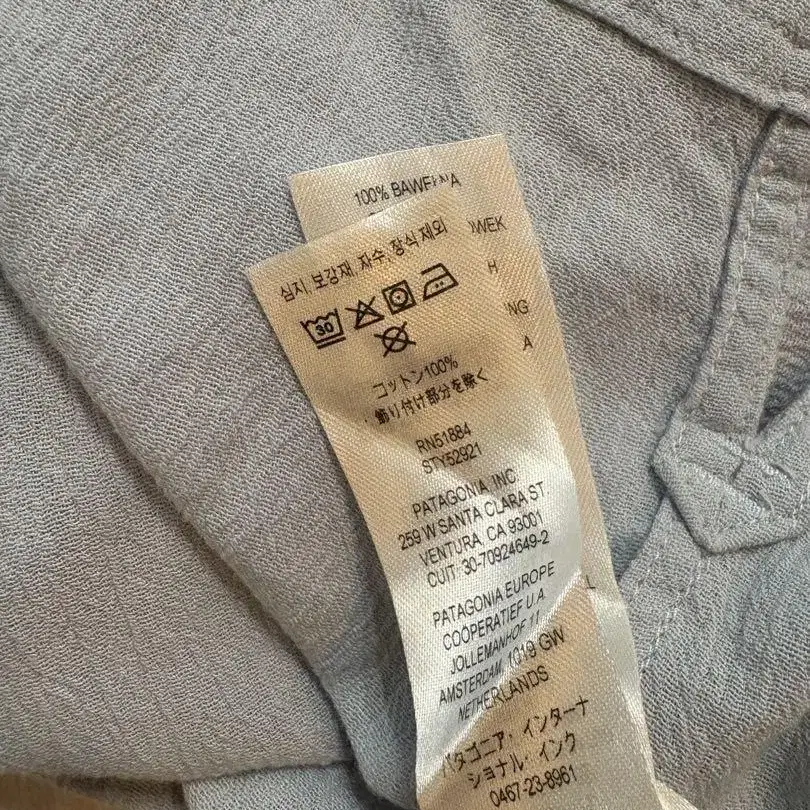 100% BAWEŁNA
OWEK
H
NG
A
L
심지, 보강재, 자수, 장식 제외
30
コットン100%
飾り付け部分を除く
RN51884
STY52921
PATAGONIA, INC.
259 W SANTA CLARA ST.
VENTURA, CA 93001
CUIT: 30-70924649-2
PATAGONIA EUROPE
COÖPERATIEF U.A.
JOLLEMANHOF 11
AMSTERDAM, 1019 GW
NETHERLANDS
パタゴニア・インターナ
ショナル・インク
0467-23-8961